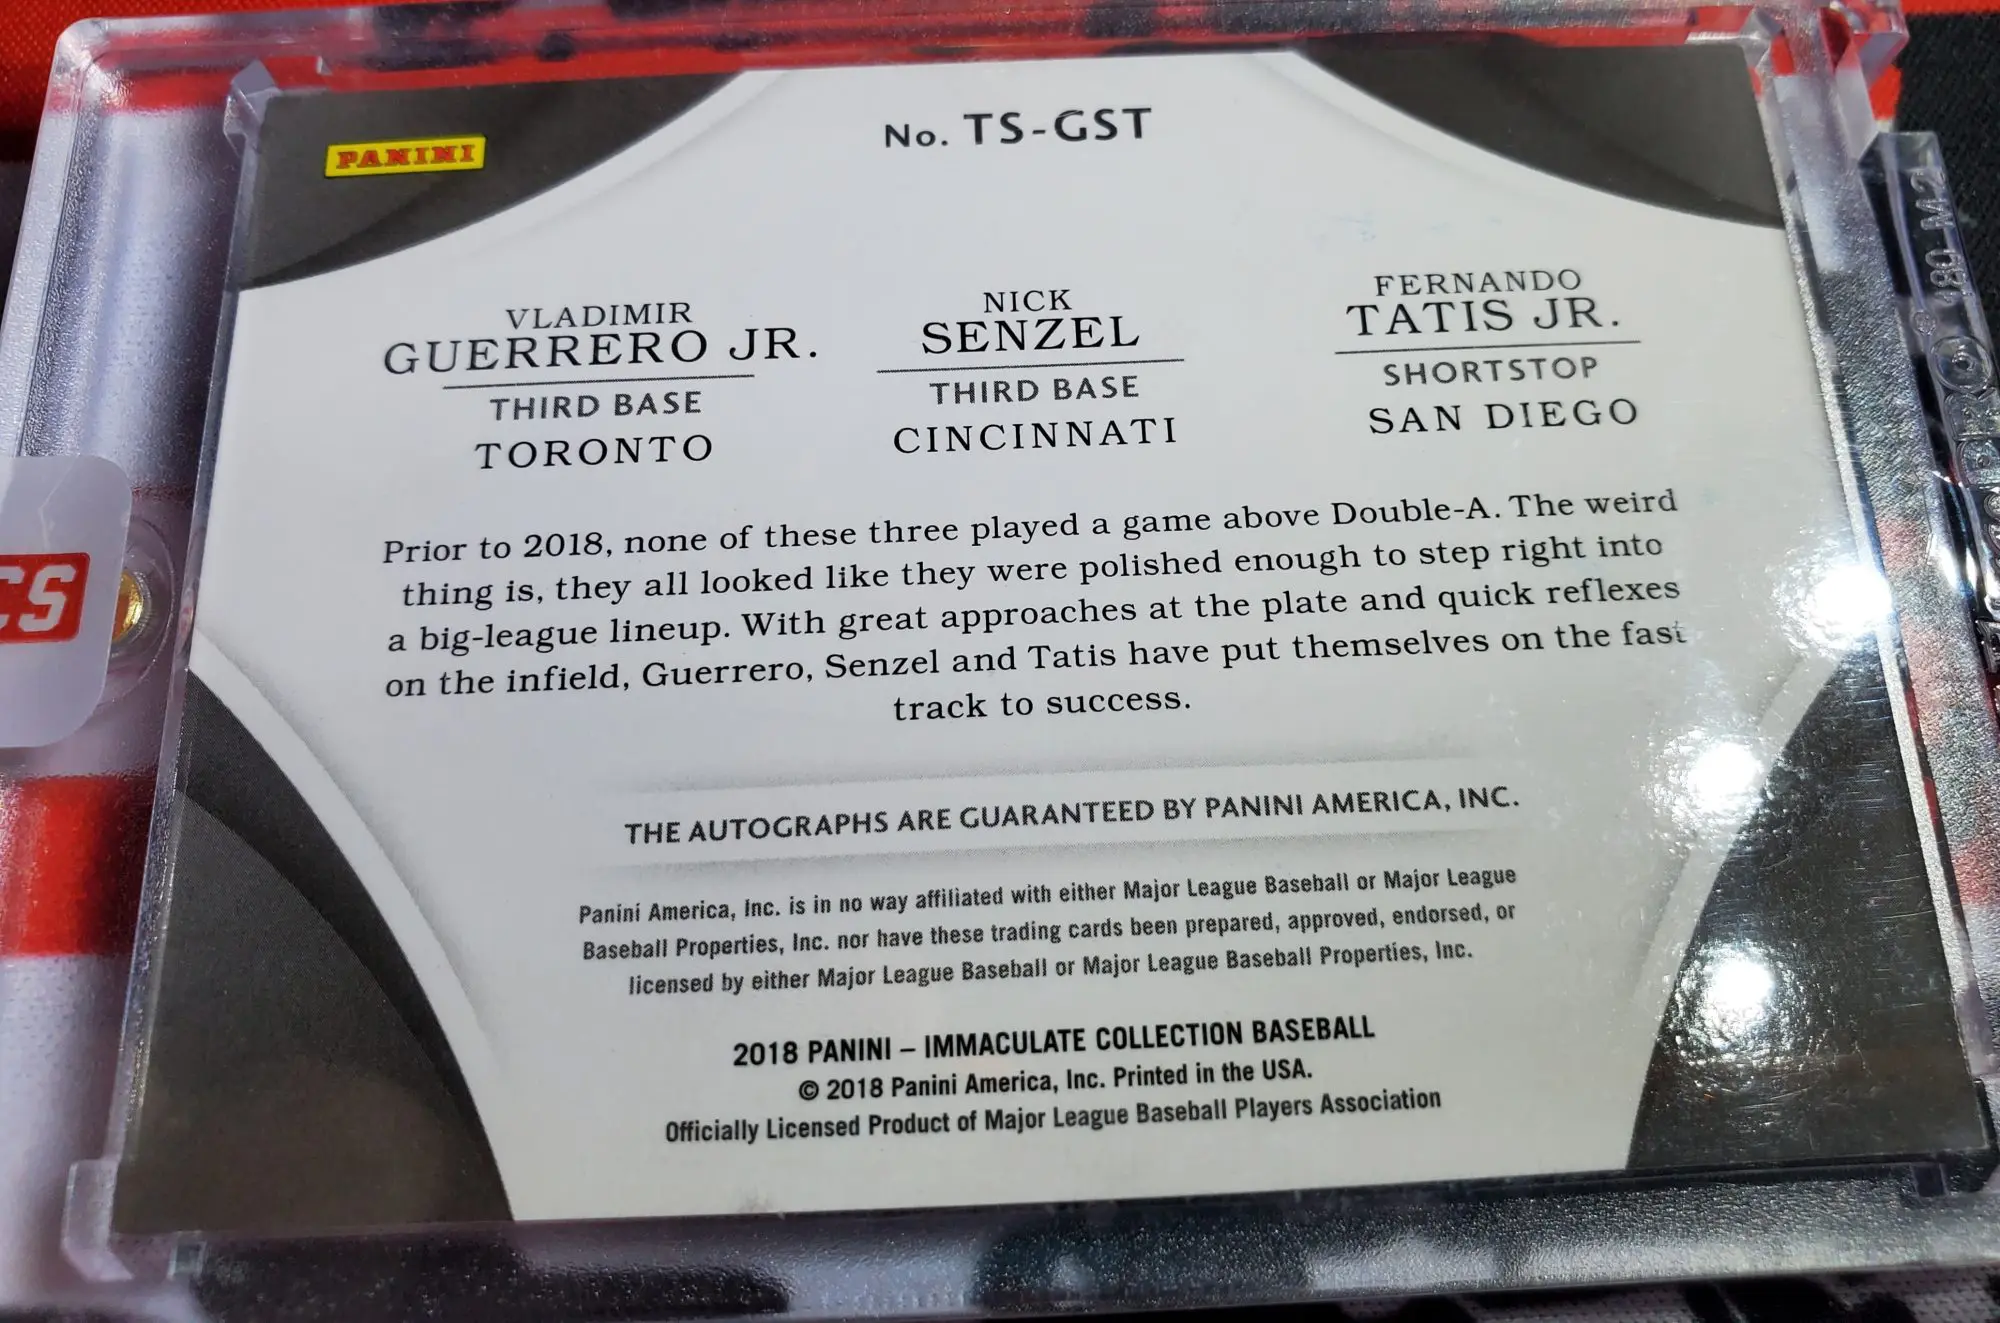 PANINI
No. TS-GST
VLADIMIR
GUERRERO JR.
THIRD BASE
TORONTO
NICK
SENZEL
THIRD BASE
CINCINNATI
FERNANDO
TATIS JR.
SHORTSTOP
SAN DIEGO
Prior to 2018, none of these three played a game above Double-A. The weird
thing is, they all looked like they were polished enough to step right into
a big-league lineup. With great approaches at the plate and quick reflexes
on the infield, Guerrero, Senzel and Tatis have put themselves on the fast
track to success.
THE AUTOGRAPHS ARE GUARANTEED BY PANINI AMERICA, INC.
Panini America, Inc. is in no way affiliated with either Major League Baseball or Major League
Baseball Properties, Inc. nor have these trading cards been prepared, approved, endorsed, or
licensed by either Major League Baseball or Major League Baseball Properties, Inc.
2018 PANINI – IMMACULATE COLLECTION BASEBALL
© 2018 Panini America, Inc. Printed in the USA.
Officially Licensed Product of Major League Baseball Players Association
CS
180-M2